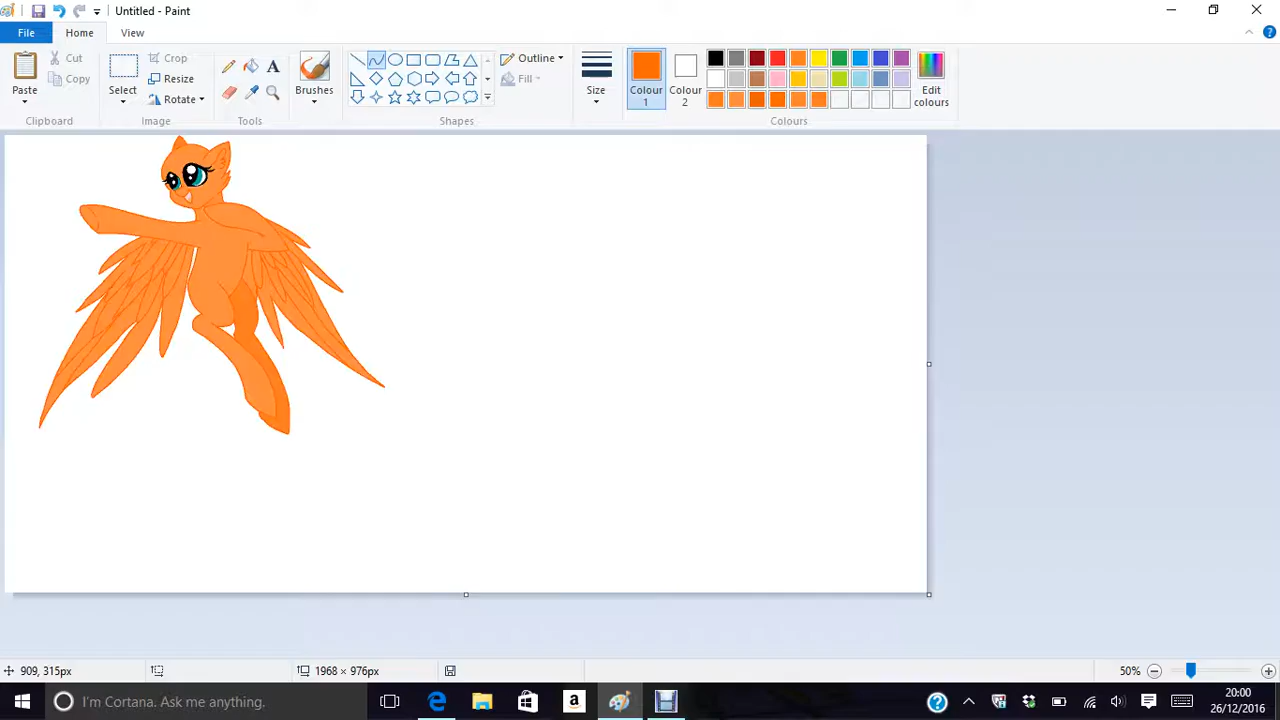 Untitled - Paint
File Home View
Paste
Cut
Copy
Clipboard
Select
Crop
Resize
Rotate
Image
A
Tools
Brushes
Outline
Fill
Shapes
Size
Colour 1
Colour 2
Edit colours
Colours
909, 315px
1968 × 976px
50%
I'm Cortana. Ask me anything.
e
a
20:00
26/12/2016